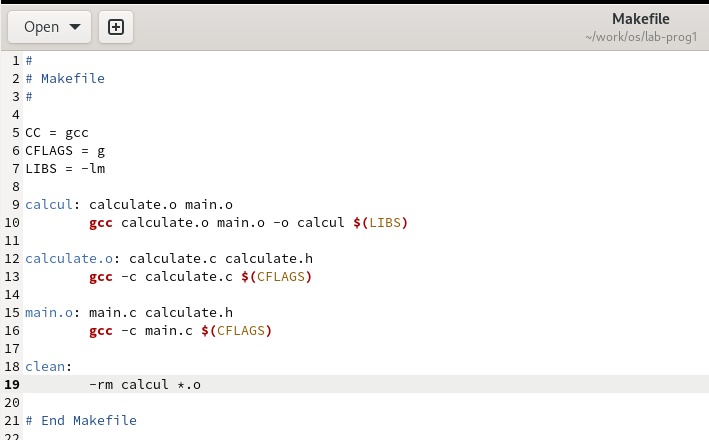 Open
Makefile
~/work/os/lab-prog1
1 #
2 # Makefile
3 #
4
5 CC = gcc
6 CFLAGS = g
7 LIBS = -lm
8
9 calcul: calculate.o main.o
10 gcc calculate.o main.o -o calcul $(LIBS)
11
12 calculate.o: calculate.c calculate.h
13 gcc -c calculate.c $(CFLAGS)
14
15 main.o: main.c calculate.h
16 gcc -c main.c $(CFLAGS)
17
18 clean:
19 -rm calcul *.o
20
21 # End Makefile
22